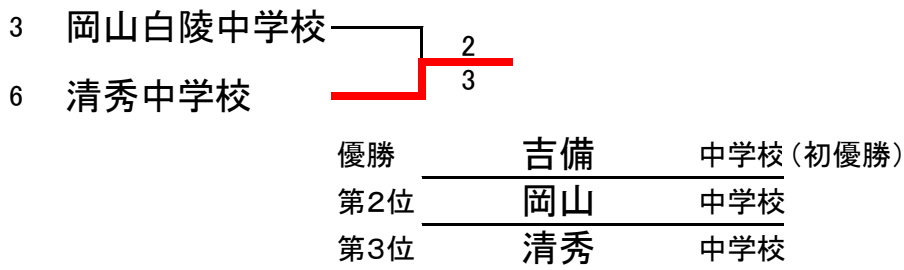 3 岡山白陵中学校
2
3
6 清秀中学校
優勝 吉備 中学校(初優勝)
第2位 岡山 中学校
第3位 清秀 中学校